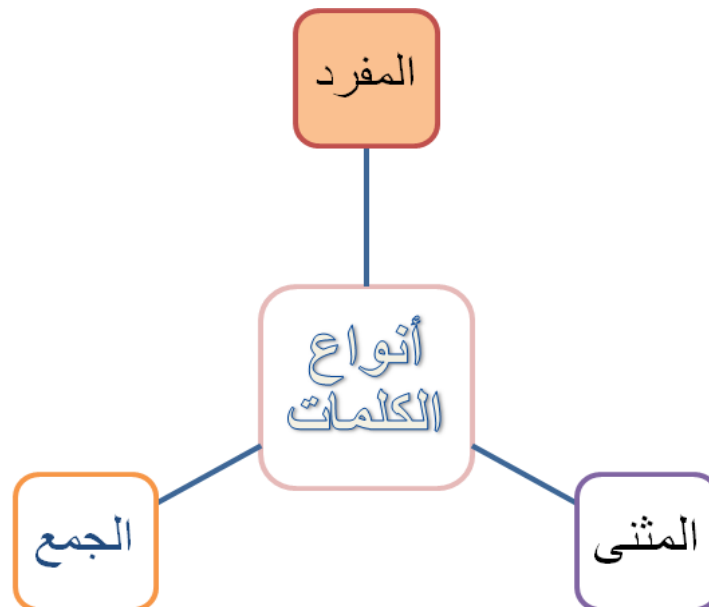 المفرد
أنواع
الكلمات
المثنى
الجمع